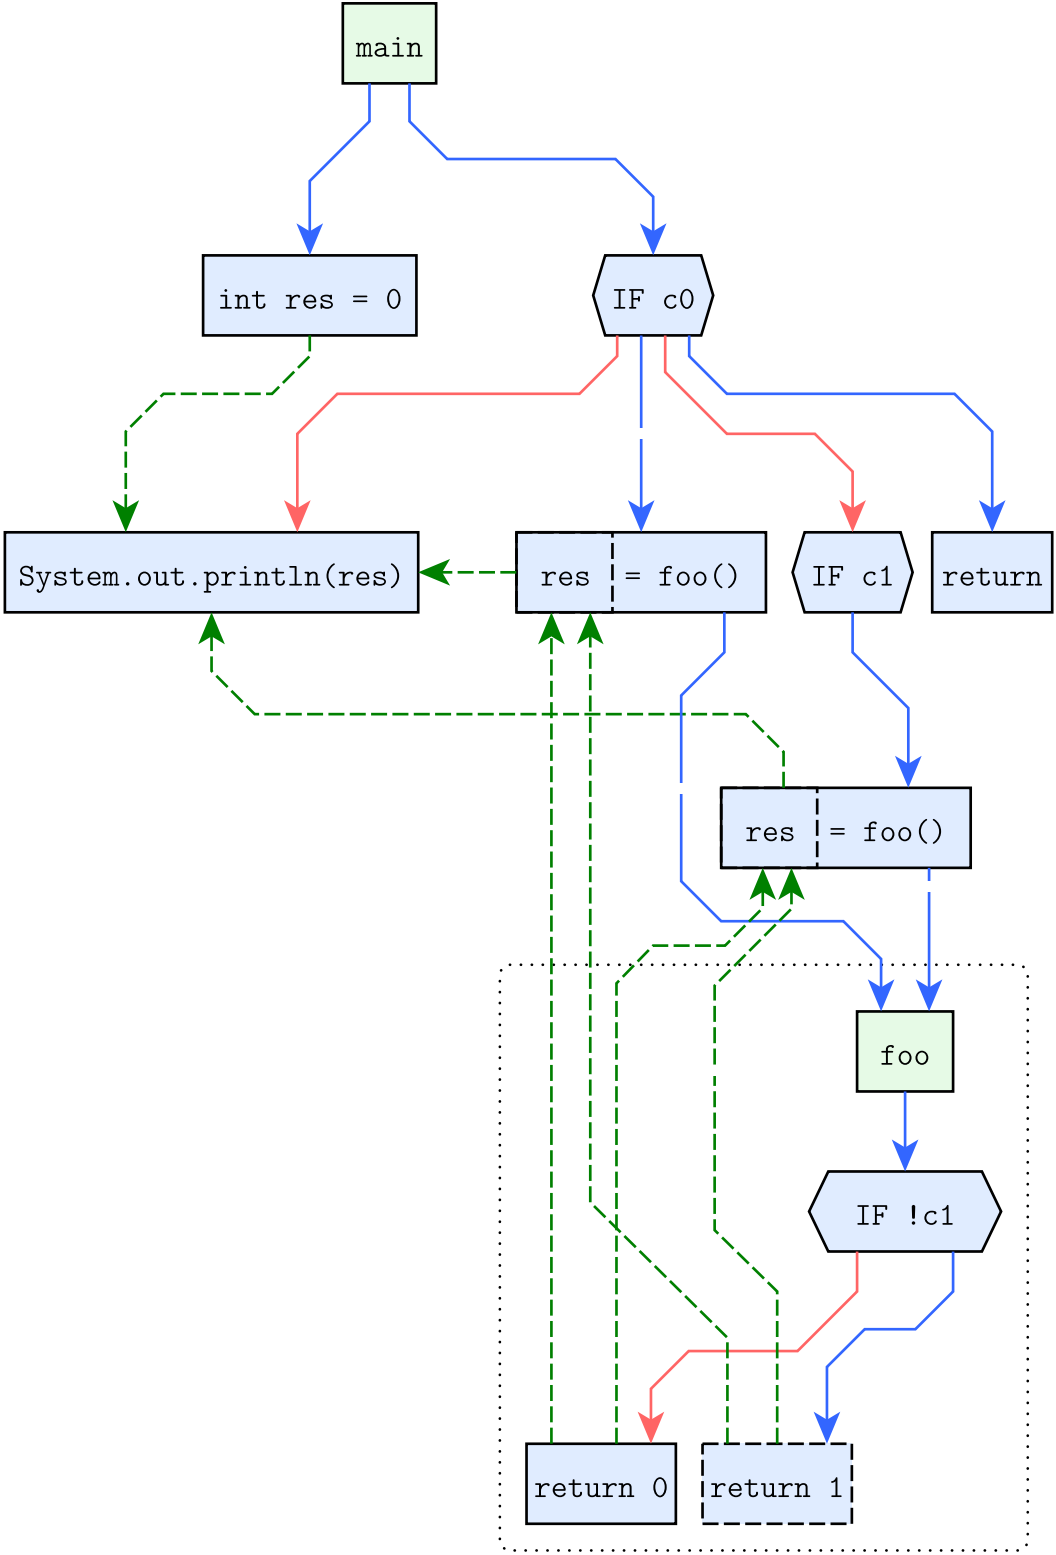 main
int res = 0
IF c0
System.out.println(res)
res = foo()
IF c1
return
res = foo()
foo
IF !c1
return 0
return 1